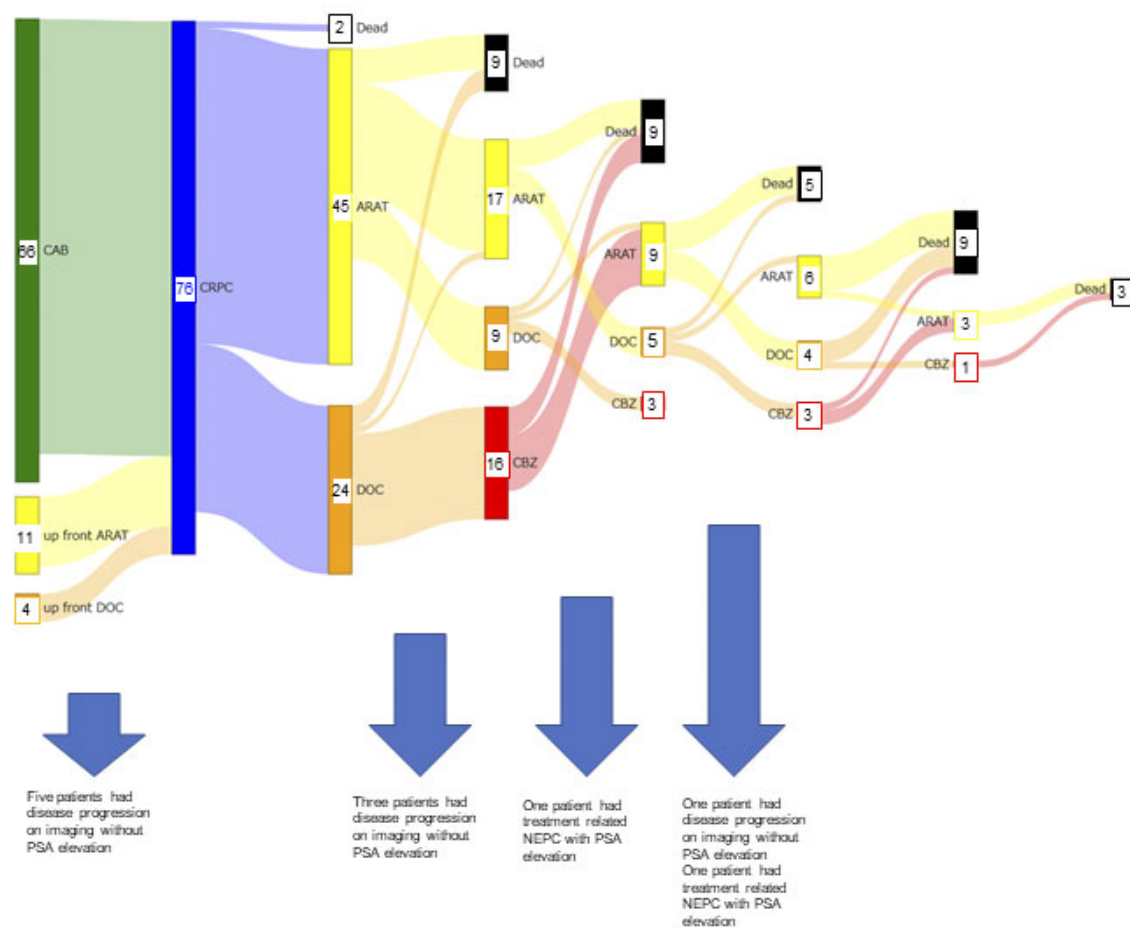 2 Dead
9 Dead
Dead 9
17 ARAT
Dead 5
45 ARAT
Dead 9
66 CAB
ARAT 9
ARAT 6
76 CRPC
Dead 3
ARAT 3
9 DOC
DOC 5
DOC 4
CBZ 1
CBZ 3
CBZ 3
16 CBZ
24 DOC
11 up front ARAT
4 up front DOC
Five patients had
disease progression
on imaging without
PSA elevation
Three patients had
disease progression
on imaging without
PSA elevation
One patient had
treatment related
NEPC with PSA
elevation
One patient had
disease progression
on imaging without
PSA elevation
One patient had
treatment related
NEPC with PSA
elevation